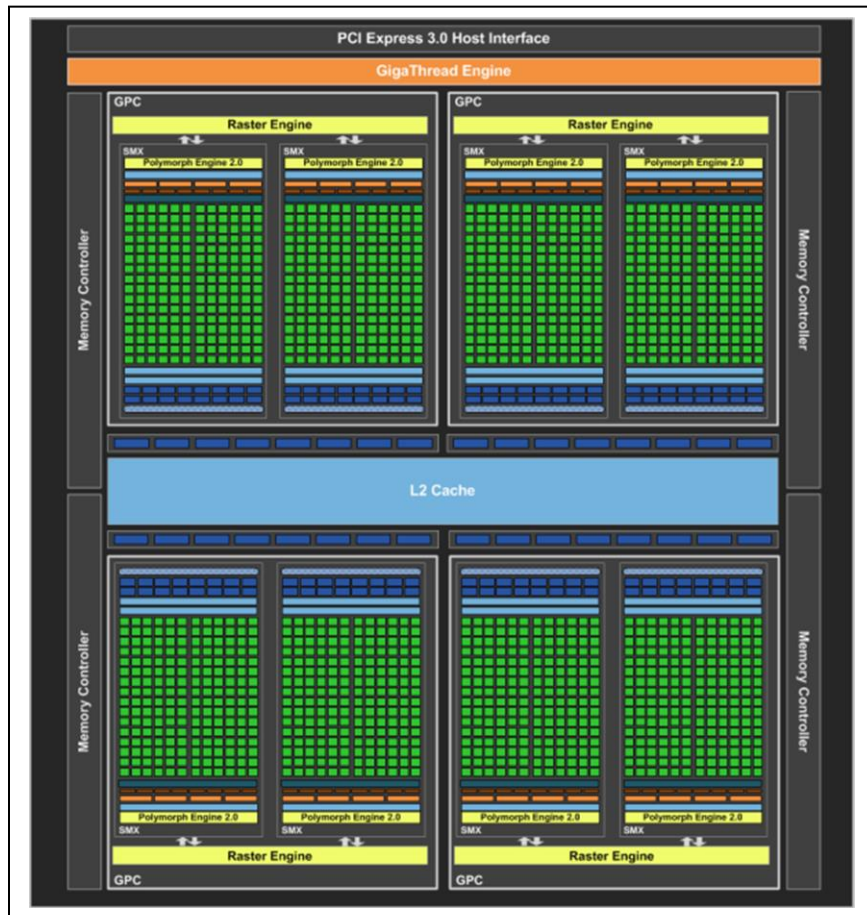 PCI Express 3.0 Host Interface
GigaThread Engine
Memory Controller
GPC
Raster Engine
SMX
Polymorph Engine 2.0
SMX
Polymorph Engine 2.0
GPC
Raster Engine
SMX
Polymorph Engine 2.0
SMX
Polymorph Engine 2.0
Memory Controller
L2 Cache
Memory Controller
Polymorph Engine 2.0
SMX
Polymorph Engine 2.0
SMX
Raster Engine
GPC
Polymorph Engine 2.0
SMX
Polymorph Engine 2.0
SMX
Raster Engine
GPC
Memory Controller